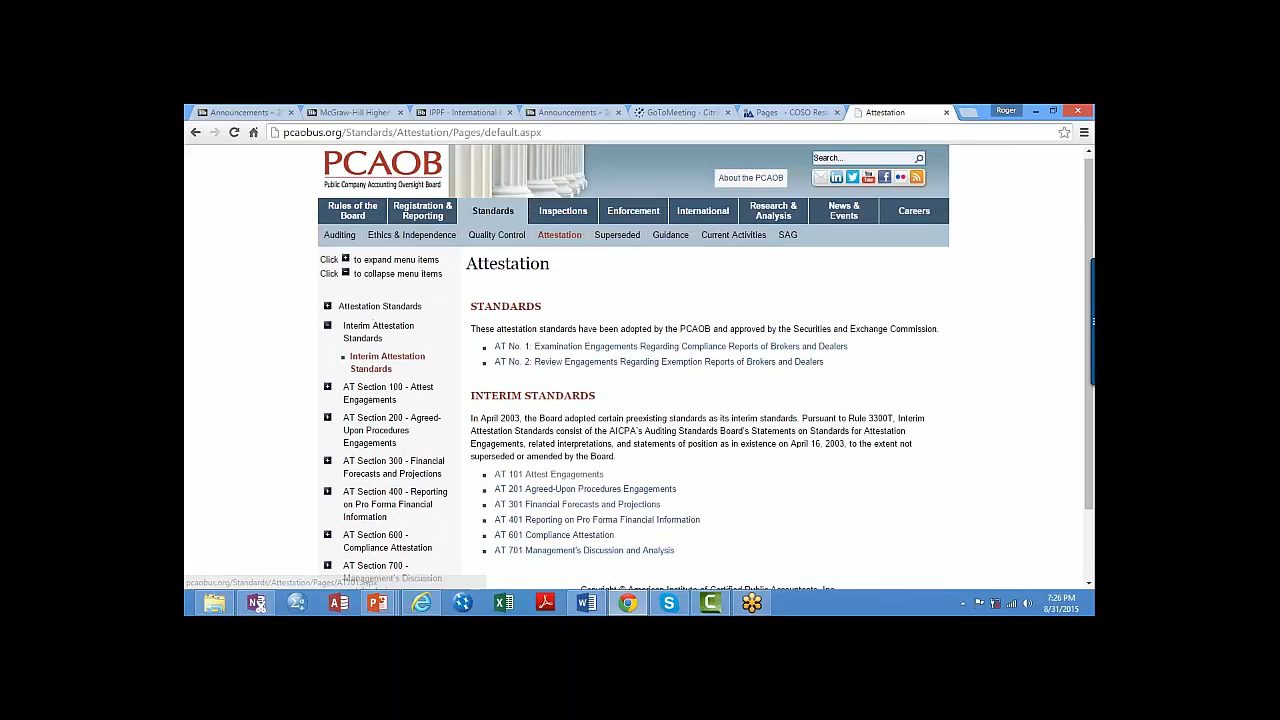 Announcements – 2
McGraw-Hill Higher
IPPF - International
Announcements – 2
GoToMeeting - Citri
Pages - COSO Res
Attestation
Roger
pcaobus.org/Standards/Attestation/Pages/default.aspx
PCAOB
Public Company Accounting Oversight Board
Search...
About the PCAOB
Rules of the Board
Registration & Reporting
Standards
Inspections
Enforcement
International
Research & Analysis
News & Events
Careers
Auditing Ethics & Independence Quality Control Attestation Superseded Guidance Current Activities SAG
Click + to expand menu items
Click − to collapse menu items
Attestation Standards
Interim Attestation
Standards
Interim Attestation
Standards
AT Section 100 - Attest
Engagements
AT Section 200 - Agreed-
Upon Procedures
Engagements
AT Section 300 - Financial
Forecasts and Projections
AT Section 400 - Reporting
on Pro Forma Financial
Information
AT Section 600 -
Compliance Attestation
AT Section 700 -
Management's Discussion
Attestation
STANDARDS
These attestation standards have been adopted by the PCAOB and approved by the Securities and Exchange Commission.
AT No. 1: Examination Engagements Regarding Compliance Reports of Brokers and Dealers
AT No. 2: Review Engagements Regarding Exemption Reports of Brokers and Dealers
INTERIM STANDARDS
In April 2003, the Board adopted certain preexisting standards as its interim standards. Pursuant to Rule 3300T, Interim
Attestation Standards consist of the AICPA's Auditing Standards Board's Statements on Standards for Attestation
Engagements, related interpretations, and statements of position as in existence on April 16, 2003, to the extent not
superseded or amended by the Board.
AT 101 Attest Engagements
AT 201 Agreed-Upon Procedures Engagements
AT 301 Financial Forecasts and Projections
AT 401 Reporting on Pro Forma Financial Information
AT 601 Compliance Attestation
AT 701 Management's Discussion and Analysis
Copyright © American Institute of Certified Public Accountants, Inc.
7:26 PM
8/31/2015